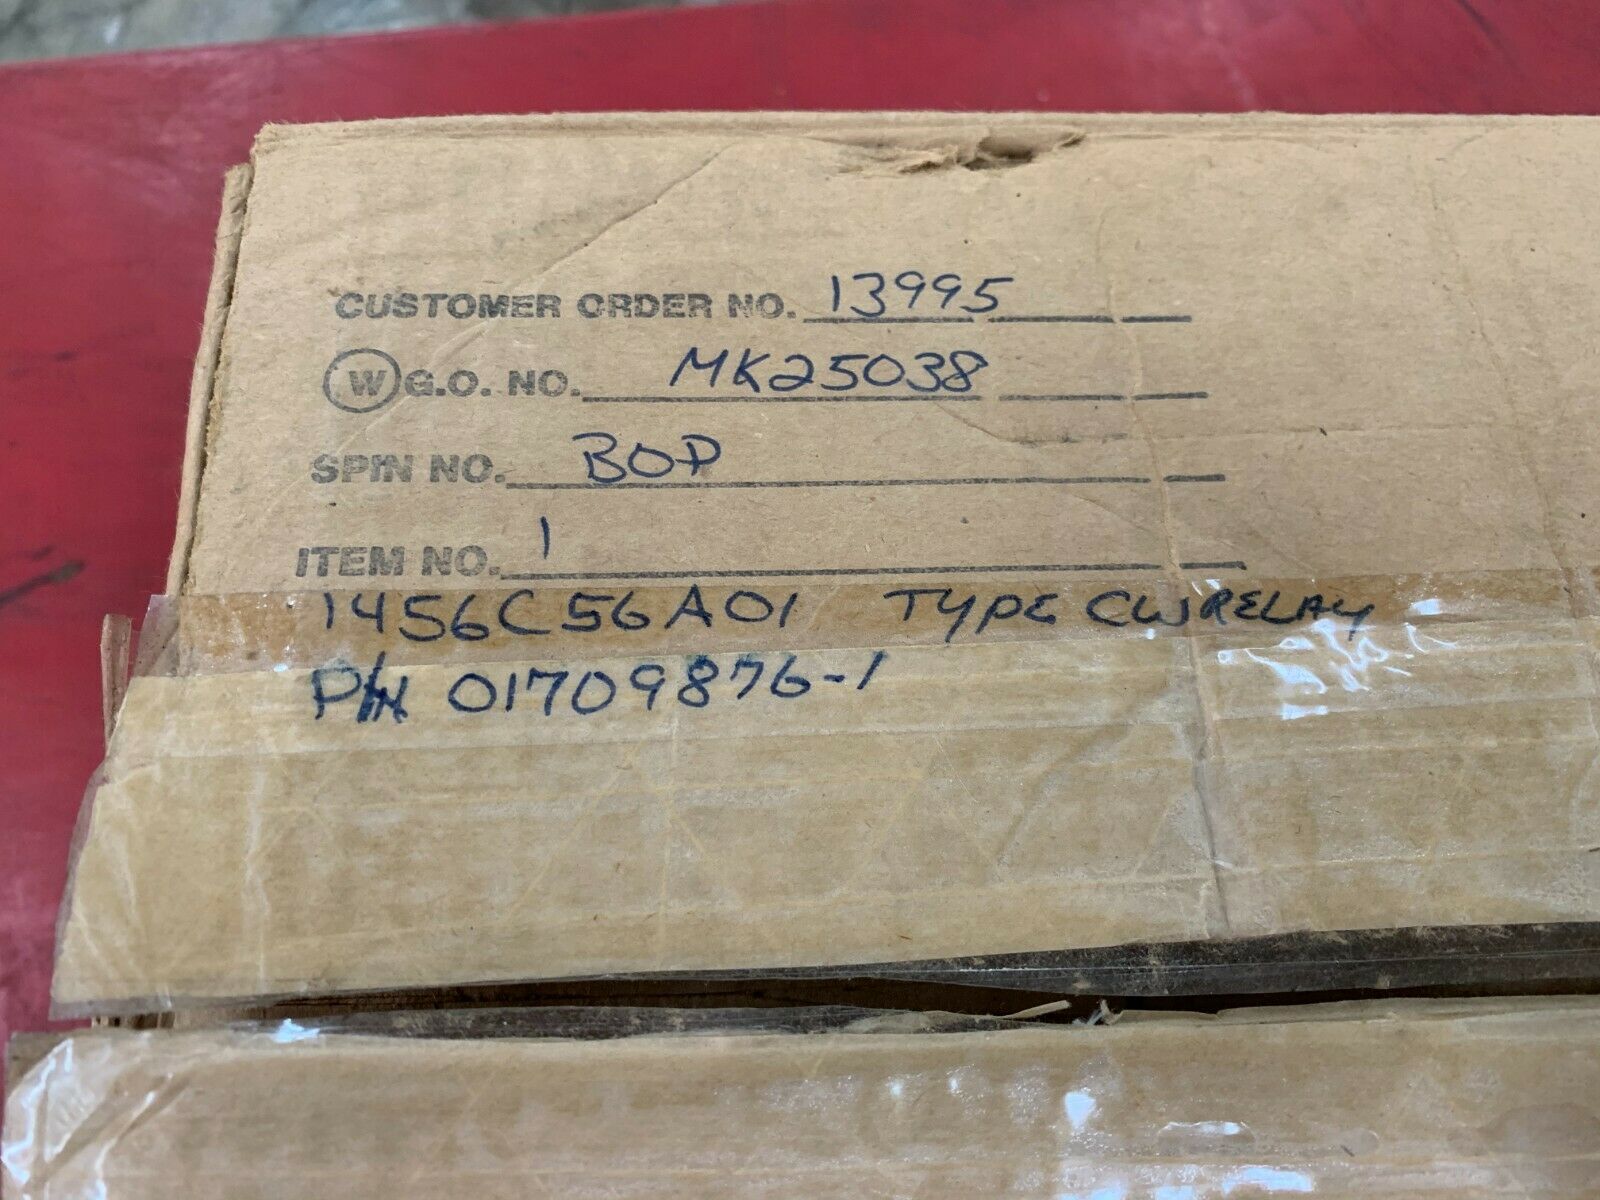 CUSTOMER ORDER NO. 13995
W G.O. NO. MK25038
SPIN NO. BOP
ITEM NO. 1
1456C56A01 TYPE CW RELAY
P/N 01709876-1